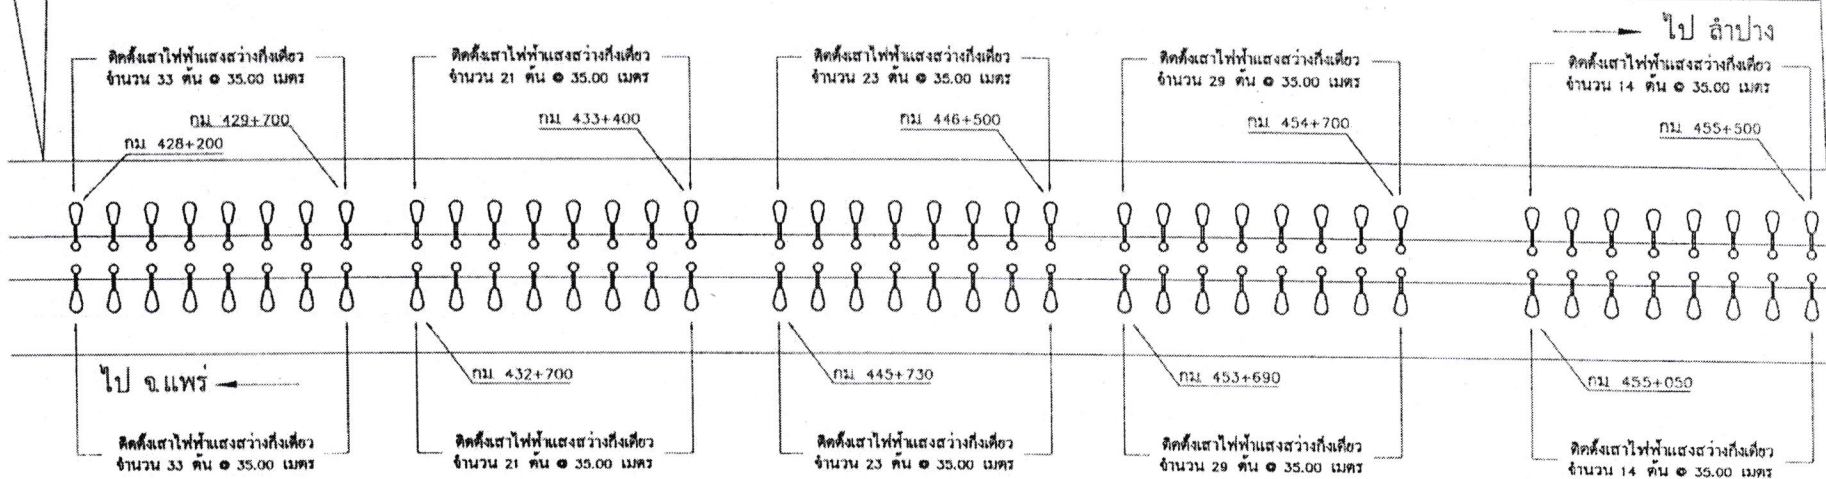 ไป ลำปาง
ติดตั้งเสาไฟฟ้าแสงสว่างกิ่งเดี่ยว
จำนวน 33 ต้น @ 35.00 เมตร
ติดตั้งเสาไฟฟ้าแสงสว่างกิ่งเดี่ยว
จำนวน 21 ต้น @ 35.00 เมตร
ติดตั้งเสาไฟฟ้าแสงสว่างกิ่งเดี่ยว
จำนวน 23 ต้น @ 35.00 เมตร
ติดตั้งเสาไฟฟ้าแสงสว่างกิ่งเดี่ยว
จำนวน 29 ต้น @ 35.00 เมตร
ติดตั้งเสาไฟฟ้าแสงสว่างกิ่งเดี่ยว
จำนวน 14 ต้น @ 35.00 เมตร
กม. 429+700
กม. 428+200
กม. 433+400
กม. 446+500
กม. 454+700
กม. 455+500
ไป จ.แพร่
กม. 432+700
กม. 445+730
กม. 453+690
กม. 455+050
ติดตั้งเสาไฟฟ้าแสงสว่างกิ่งเดี่ยว
จำนวน 33 ต้น @ 35.00 เมตร
ติดตั้งเสาไฟฟ้าแสงสว่างกิ่งเดี่ยว
จำนวน 21 ต้น @ 35.00 เมตร
ติดตั้งเสาไฟฟ้าแสงสว่างกิ่งเดี่ยว
จำนวน 23 ต้น @ 35.00 เมตร
ติดตั้งเสาไฟฟ้าแสงสว่างกิ่งเดี่ยว
จำนวน 29 ต้น @ 35.00 เมตร
ติดตั้งเสาไฟฟ้าแสงสว่างกิ่งเดี่ยว
จำนวน 14 ต้น @ 35.00 เมตร